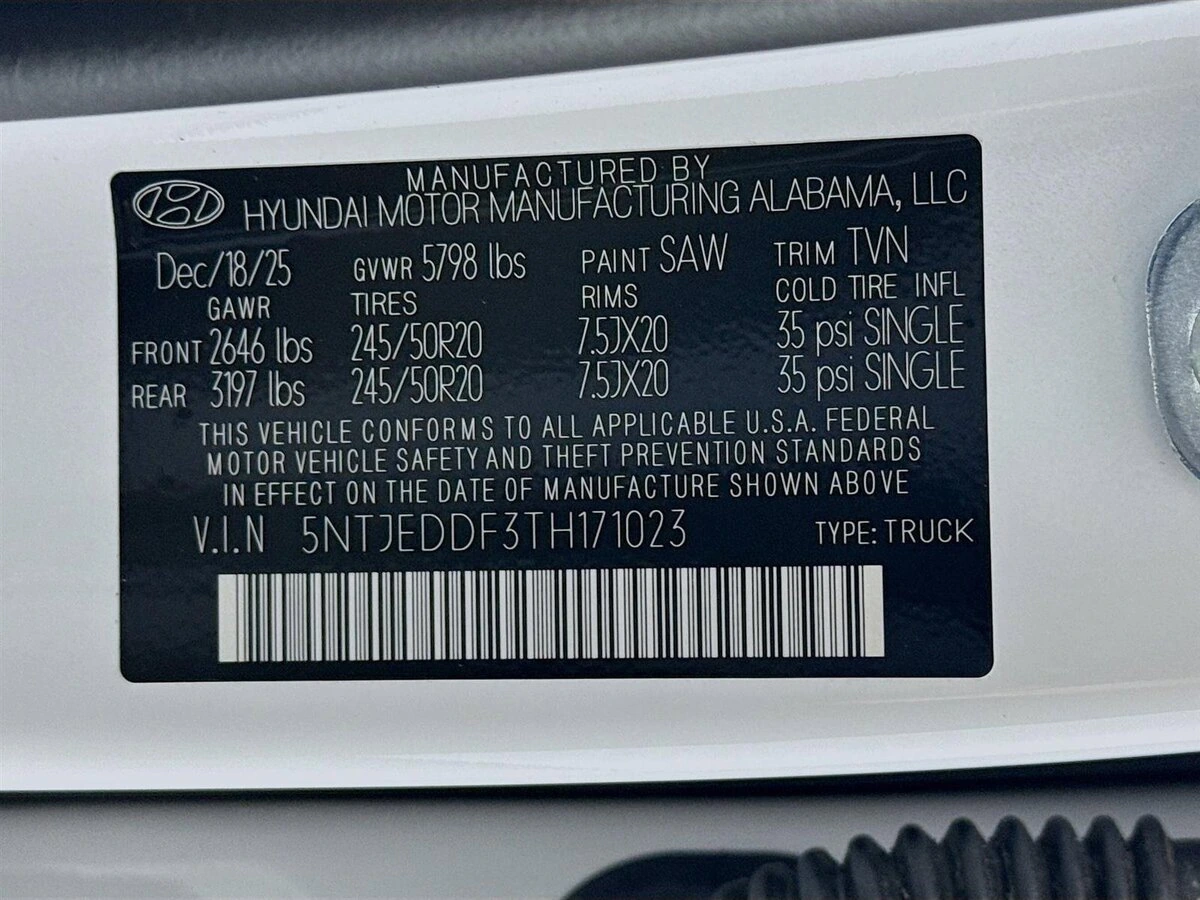 MANUFACTURED BY
HYUNDAI MOTOR MANUFACTURING ALABAMA, LLC
Dec/18/25 GVWR 5798 lbs PAINT SAW TRIM TVN
GAWR TIRES RIMS COLD TIRE INFL
FRONT 2646 lbs 245/50R20 7.5JX20 35 psi SINGLE
REAR 3197 lbs 245/50R20 7.5JX20 35 psi SINGLE
THIS VEHICLE CONFORMS TO ALL APPLICABLE U.S.A. FEDERAL
MOTOR VEHICLE SAFETY AND THEFT PREVENTION STANDARDS
IN EFFECT ON THE DATE OF MANUFACTURE SHOWN ABOVE
V.I.N 5NTJEDDF3TH171023 TYPE: TRUCK